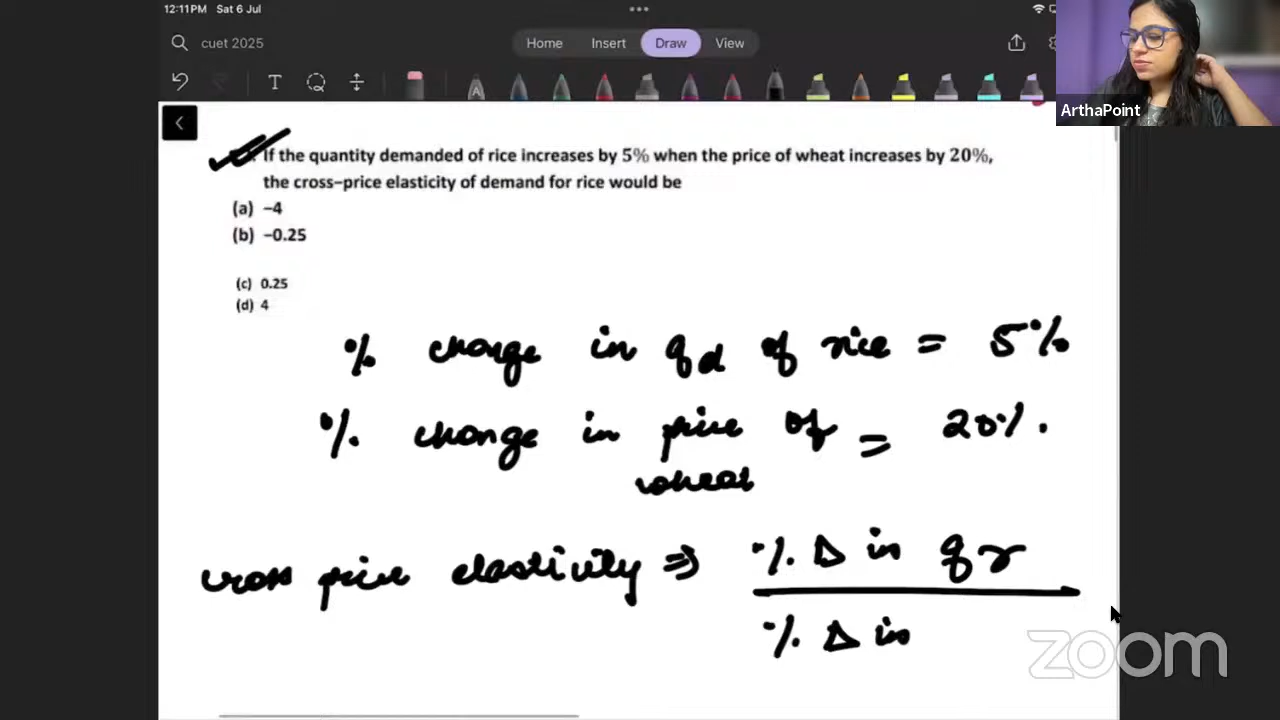 12:11PM Sat 6 Jul
cuet 2025
Home Insert Draw View
ArthaPoint
If the quantity demanded of rice increases by 5% when the price of wheat increases by 20%,
the cross-price elasticity of demand for rice would be
(a) -4
(b) -0.25
(c) 0.25
(d) 4
% change in qd of rice = 5%
% change in price of = 20%.
wheat
cross price elasticity ⇒ % Δ in qr
% Δ in
zoom